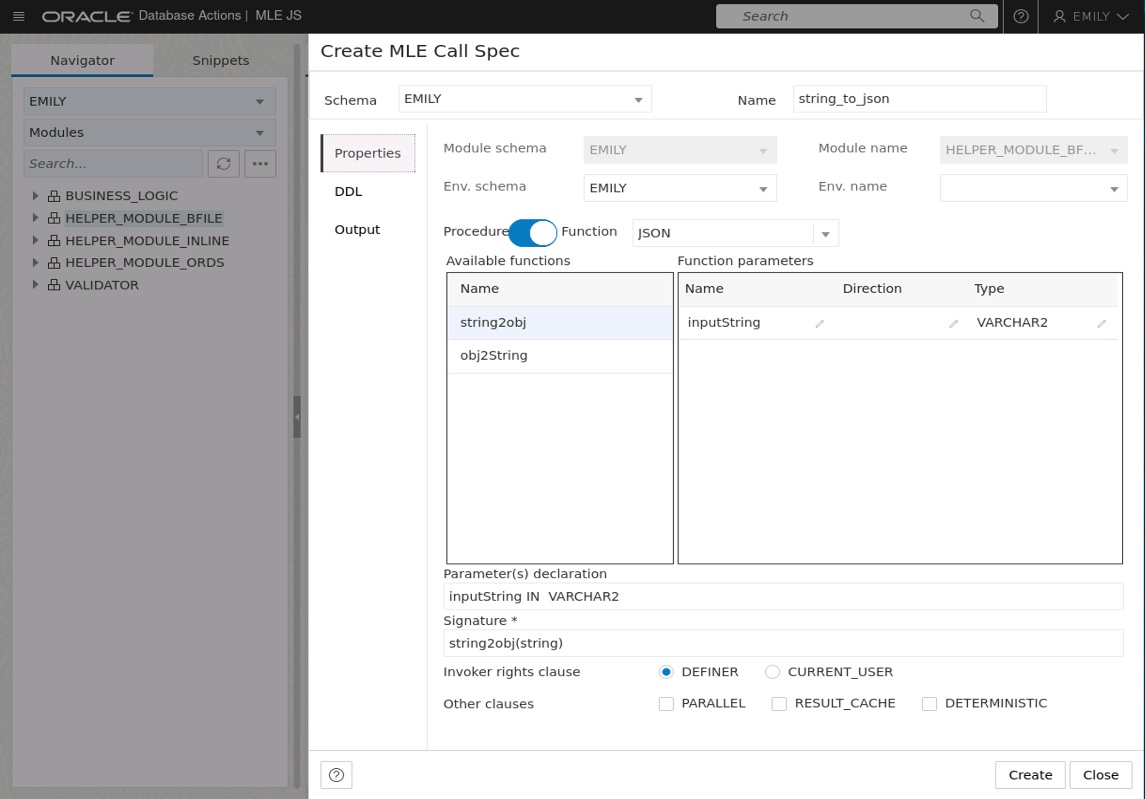 ORACLE Database Actions | MLE JS
Search
EMILY
Navigator
Snippets
EMILY
Modules
Search...
BUSINESS_LOGIC
HELPER_MODULE_BFILE
HELPER_MODULE_INLINE
HELPER_MODULE_ORDS
VALIDATOR
Create MLE Call Spec
Schema EMILY Name string_to_json
Properties
DDL
Output
Module schema EMILY Module name HELPER_MODULE_BF...
Env. schema EMILY Env. name
Procedure Function JSON
Available functions
Name
string2obj
obj2String
Function parameters
Name Direction Type
inputString VARCHAR2
Parameter(s) declaration
inputString IN  VARCHAR2
Signature *
string2obj(string)
Invoker rights clause DEFINER CURRENT_USER
Other clauses PARALLEL RESULT_CACHE DETERMINISTIC
Create Close